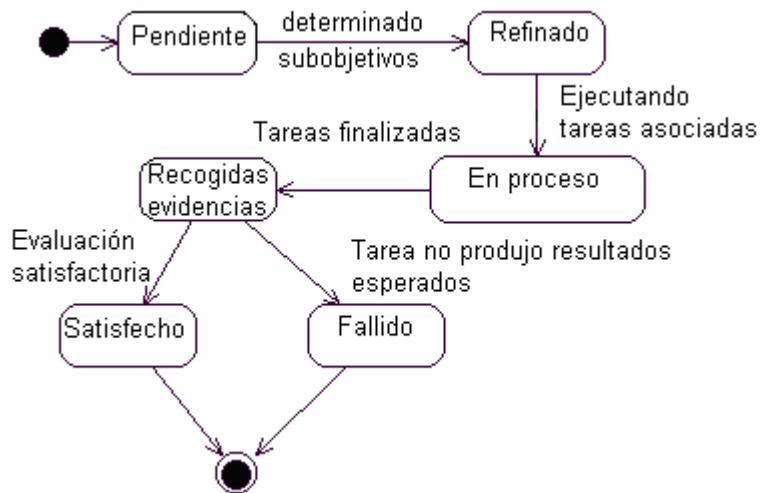 Pendiente
determinado
subobjetivos
Refinado
Ejecutando
tareas asociadas
En proceso
Tareas finalizadas
Recogidas
evidencias
Evaluación
satisfactoria
Tarea no produjo resultados
esperados
Satisfecho
Fallido